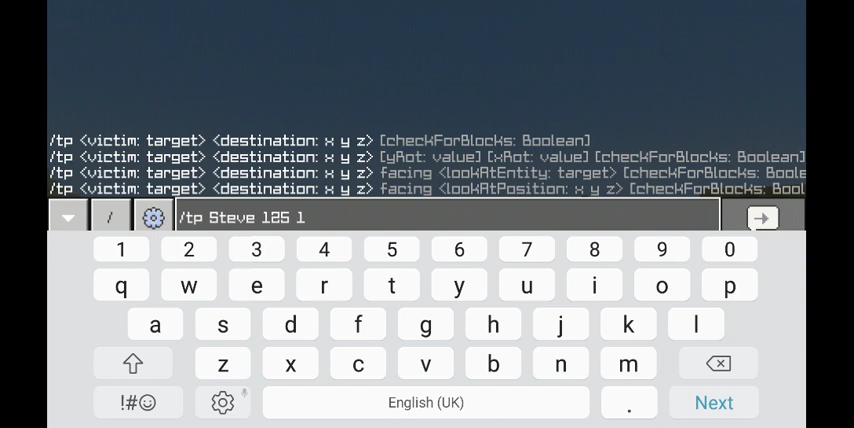 /tp <victim: target> <destination: x y z> [checkForBlocks: Boolean]
/tp <victim: target> <destination: x y z> [yRot: value] [xRot: value] [checkForBlocks: Boolean]
/tp <victim: target> <destination: x y z> facing <lookAtEntity: target> [checkForBlocks: Boole
/tp <victim: target> <destination: x y z> facing <lookAtPosition: x y z> [checkForBlocks: Bool
/ /tp Steve 125 1
1 2 3 4 5 6 7 8 9 0
q w e r t y u i o p
a s d f g h j k l
z x c v b n m
!#☺ English (UK) . Next